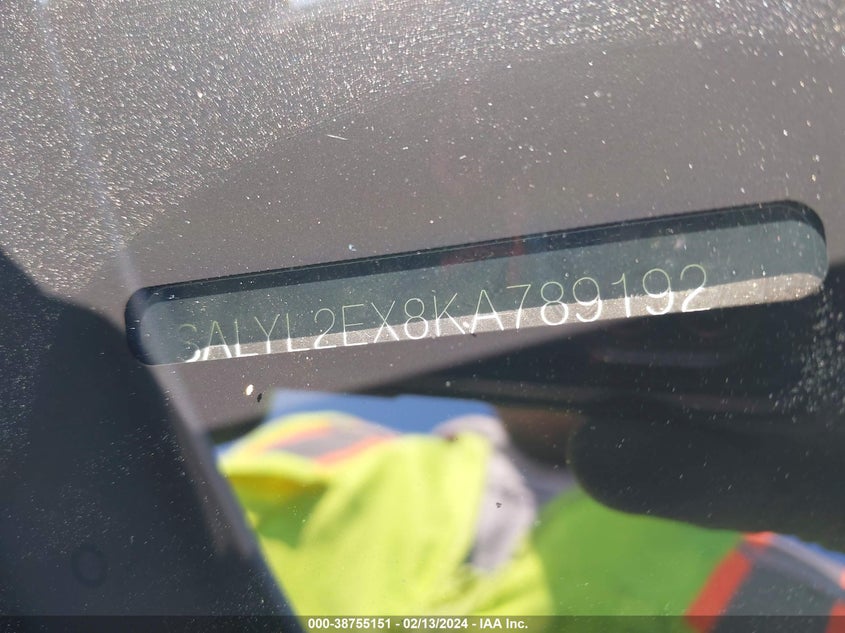 SALYL2EX8KA789192
000-38755151 - 02/13/2024 - IAA Inc.